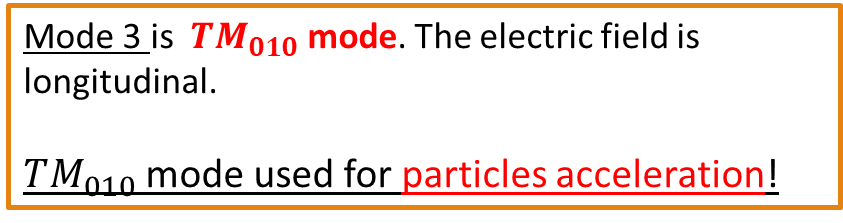 Mode 3 is TM₀₁₀ mode. The electric field is
longitudinal.
TM₀₁₀ mode used for particles acceleration!